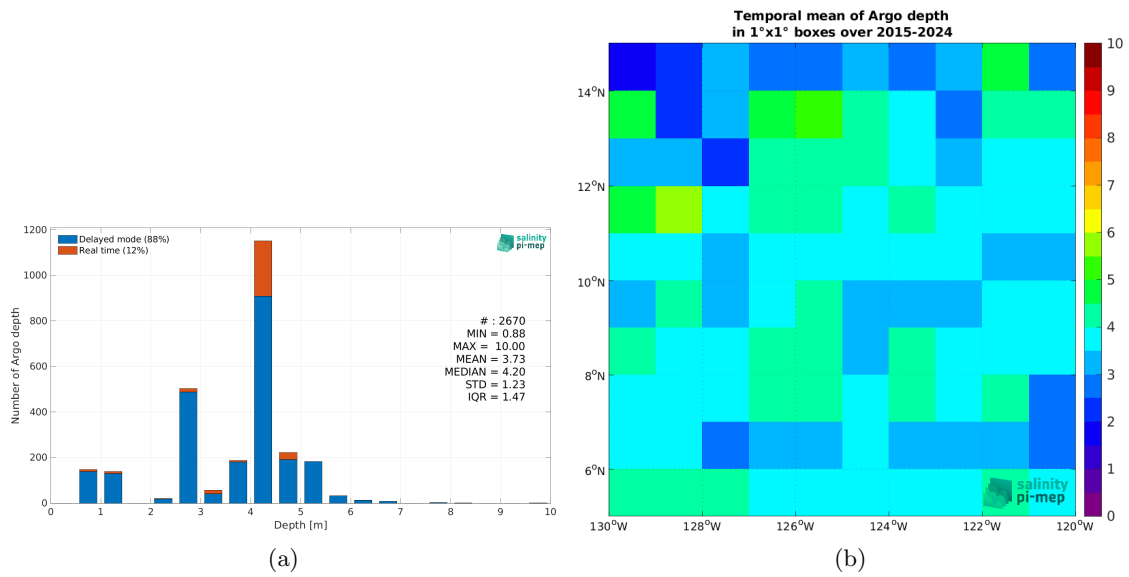 Delayed mode (88%)
Real time (12%)
salinity
pi-mep
1200
1000
800
600
400
200
0
Number of Argo depth
# : 2670
MIN = 0.88
MAX = 10.00
MEAN = 3.73
MEDIAN = 4.20
STD = 1.23
IQR = 1.47
0 1 2 3 4 5 6 7 8 9 10
Depth [m]
(a)
Temporal mean of Argo depth
in 1°x1° boxes over 2015-2024
14°N
12°N
10°N
8°N
6°N
130°W 128°W 126°W 124°W 122°W 120°W
salinity
pi-mep
10
9
8
7
6
5
4
3
2
1
0
(b)